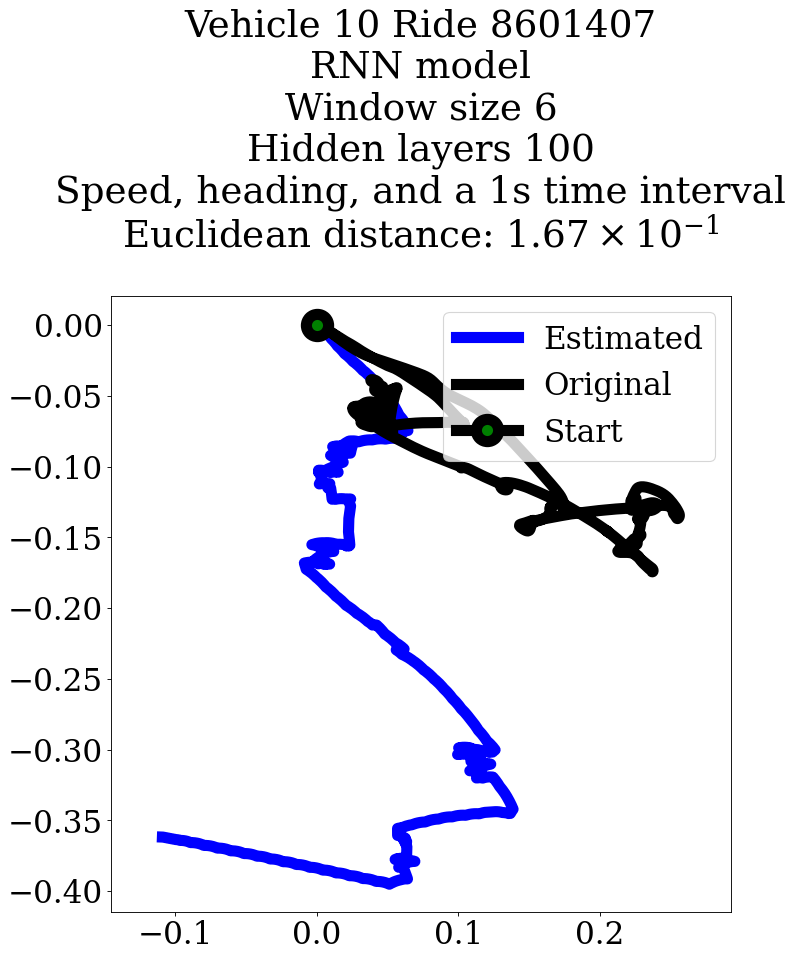 Vehicle 10 Ride 8601407
RNN model
Window size 6
Hidden layers 100
Speed, heading, and a 1s time interval
Euclidean distance: 1.67 × 10⁻¹
Estimated
Original
Start
0.00
−0.05
−0.10
−0.15
−0.20
−0.25
−0.30
−0.35
−0.40
−0.1 0.0 0.1 0.2